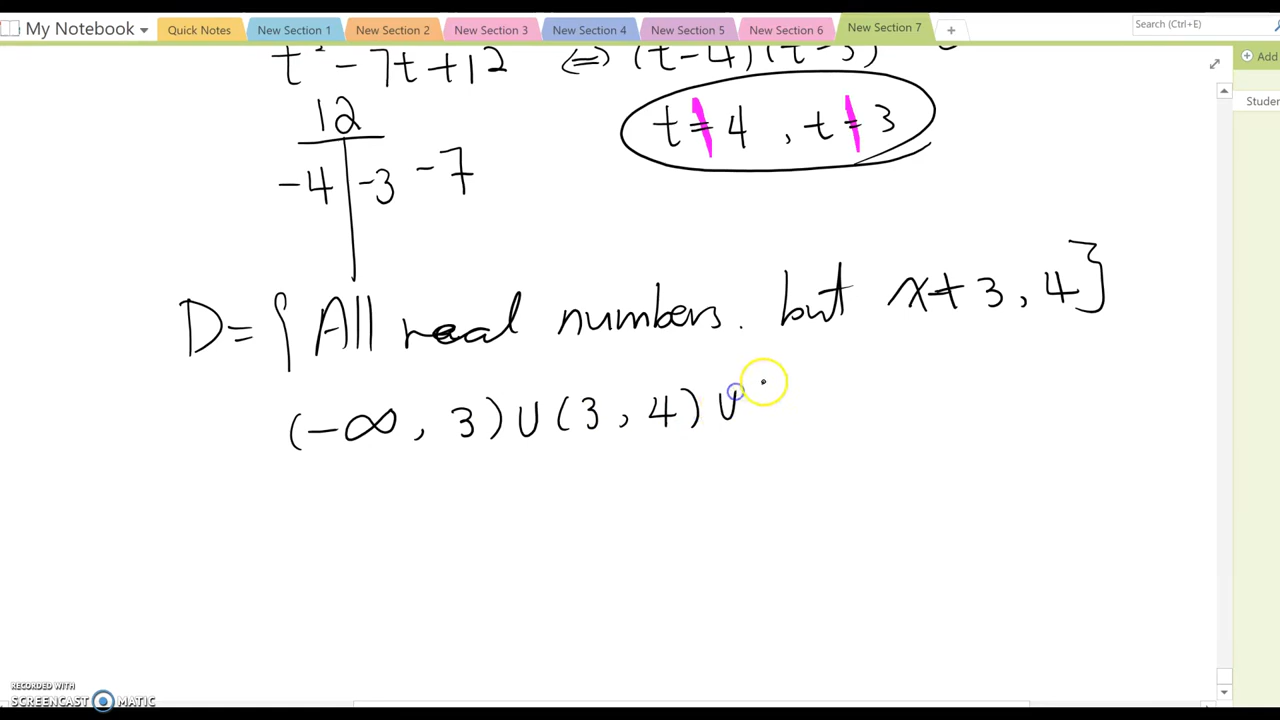 My Notebook
Quick Notes
New Section 1
New Section 2
New Section 3
New Section 4
New Section 5
New Section 6
New Section 7
Search (Ctrl+E)
Add
Studen
t² - 7t + 12 ⇔ (t-4)(t-3)
t ≠ 4 , t ≠ 3
12
-4 | -3 -7
D = { All real numbers. but x ≠ 3 , 4 }
(-∞ , 3) ∪ (3 , 4) ∪
RECORDED WITH
SCREENCAST MATIC